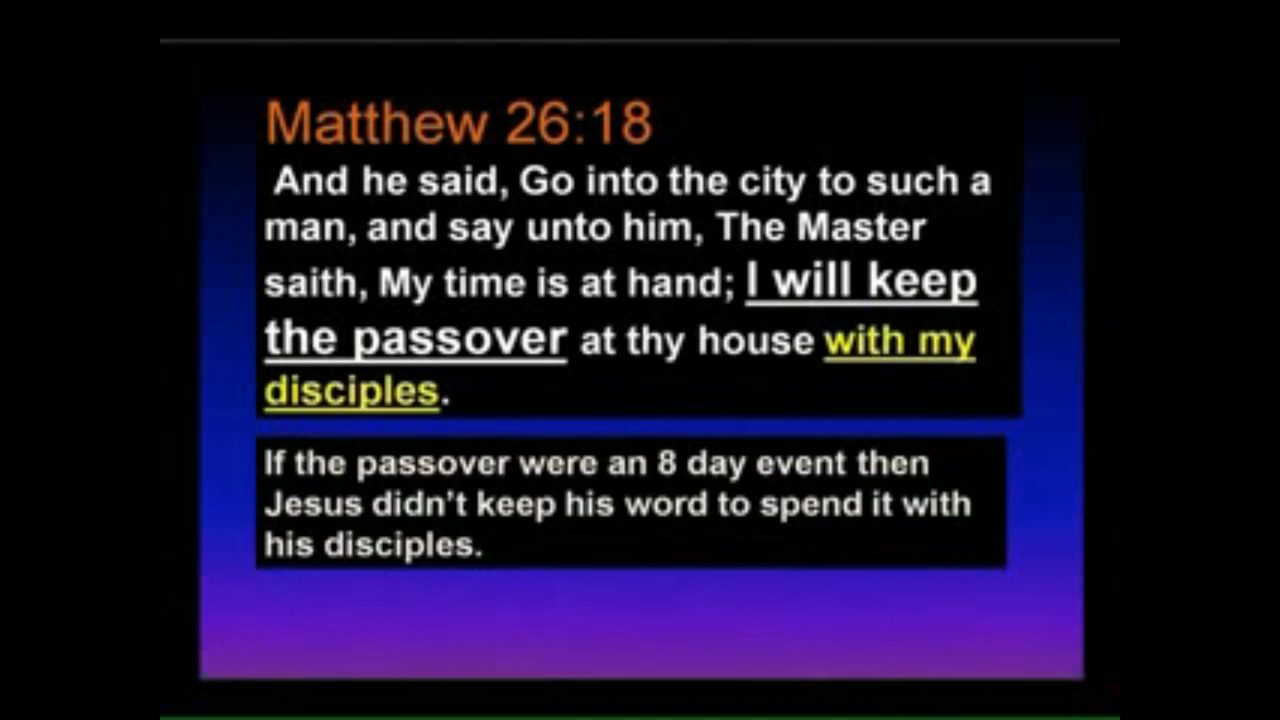 Matthew 26:18
And he said, Go into the city to such a
man, and say unto him, The Master
saith, My time is at hand; I will keep
the passover at thy house with my
disciples.
If the passover were an 8 day event then
Jesus didn't keep his word to spend it with
his disciples.